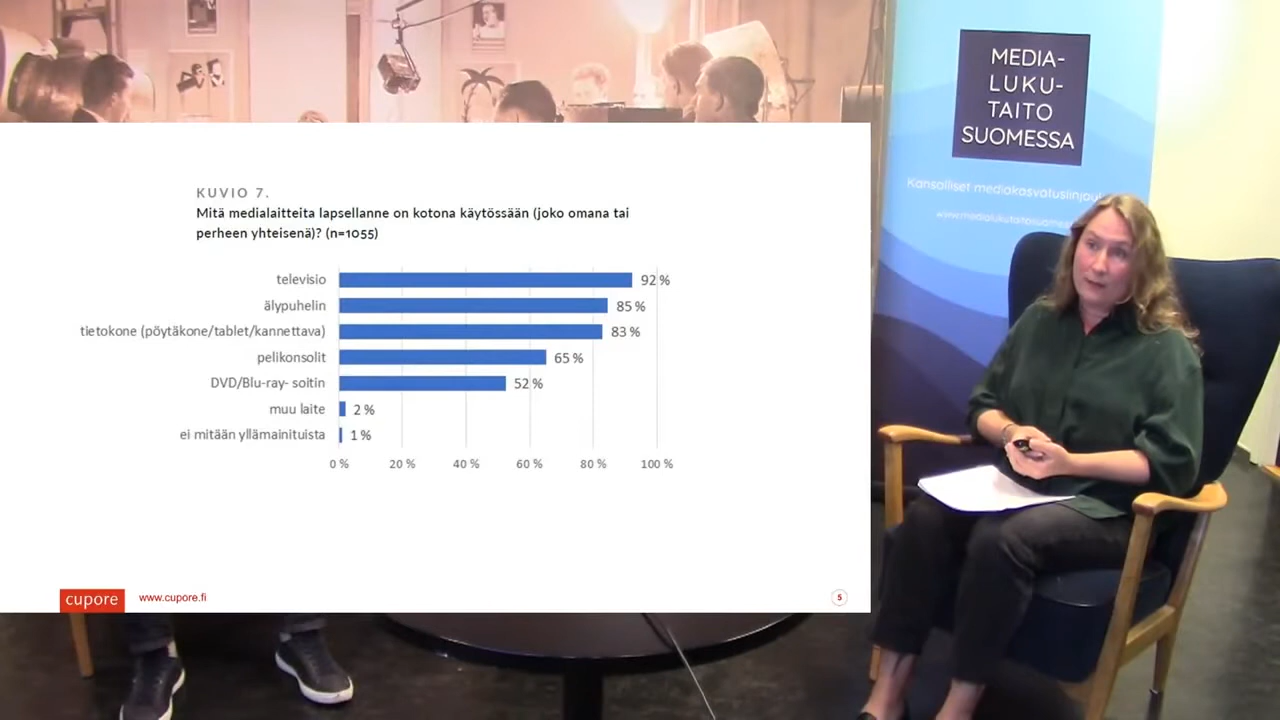 KUVIO 7.
Mitä medialaitteita lapsellanne on kotona käytössään (joko omana tai
perheen yhteisenä)? (n=1055)
televisio 92 %
älypuhelin 85 %
tietokone (pöytäkone/tablet/kannettava) 83 %
pelikonsolit 65 %
DVD/Blu-ray- soitin 52 %
muu laite 2 %
ei mitään yllämainituista 1 %
0 % 20 % 40 % 60 % 80 % 100 %
cupore www.cupore.fi 5
MEDIA-
LUKU-
TAITO
SUOMESSA
Kansalliset